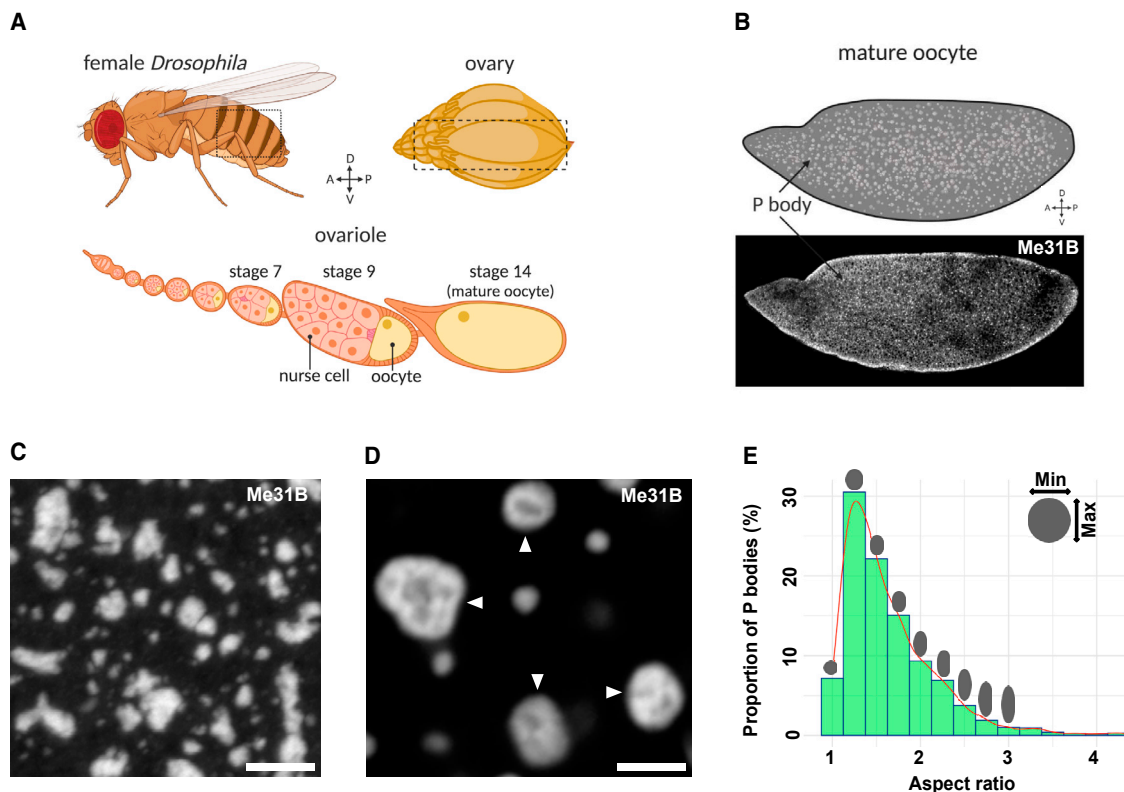 A
female Drosophila
ovary
D
A P
V
ovariole
stage 7
stage 9
stage 14
(mature oocyte)
nurse cell
oocyte
B
mature oocyte
P body
D
A P
V
Me31B
C
Me31B
D
Me31B
E
Min
Max
Proportion of P bodies (%)
30
20
10
0
1 2 3 4
Aspect ratio